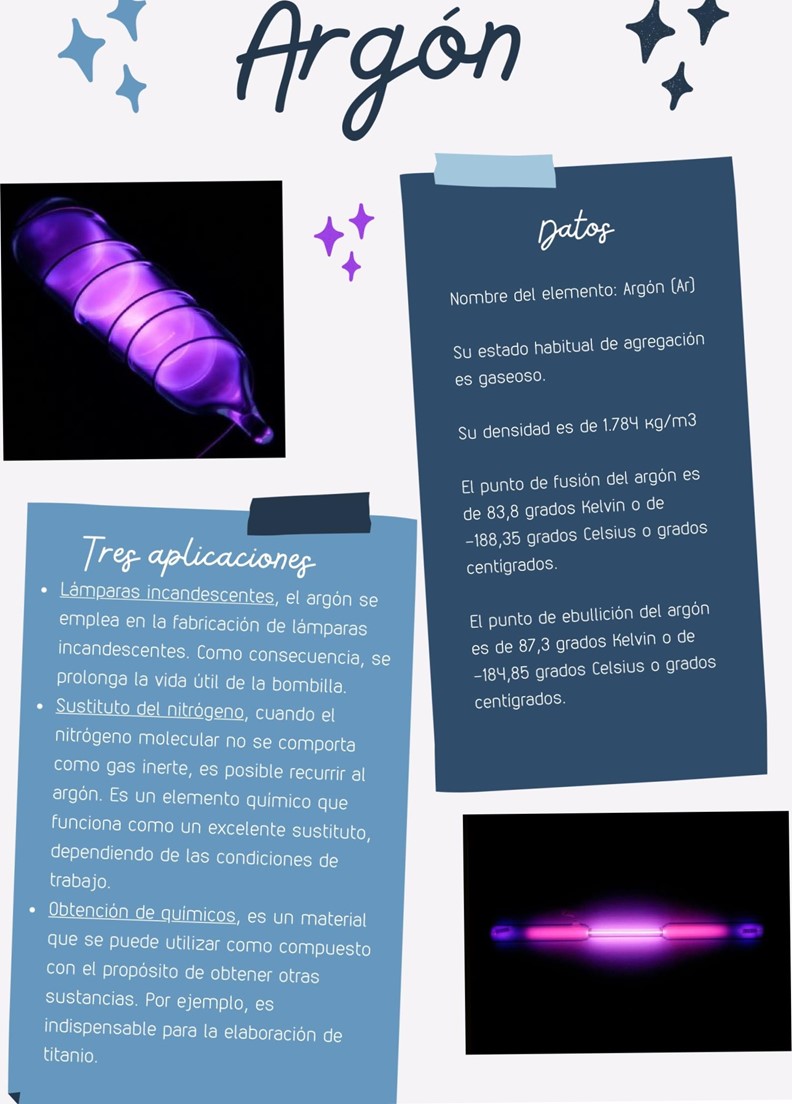 Argón
Datos
Nombre del elemento: Argón (Ar)
Su estado habitual de agregación
es gaseoso.
Su densidad es de 1.784 kg/m3
El punto de fusión del argón es
de 83,8 grados Kelvin o de
-188,35 grados Celsius o grados
centigrados.
El punto de ebullición del argón
es de 87,3 grados Kelvin o de
-184,85 grados Celsius o grados
centigrados.
Tres aplicaciones
• Lámparas incandescentes, el argón se
emplea en la fabricación de lámparas
incandescentes. Como consecuencia, se
prolonga la vida útil de la bombilla.
• Sustituto del nitrógeno, cuando el
nitrógeno molecular no se comporta
como gas inerte, es posible recurrir al
argón. Es un elemento químico que
funciona como un excelente sustituto,
dependiendo de las condiciones de
trabajo.
• Obtención de químicos, es un material
que se puede utilizar como compuesto
con el propósito de obtener otras
sustancias. Por ejemplo, es
indispensable para la elaboración de
titanio.